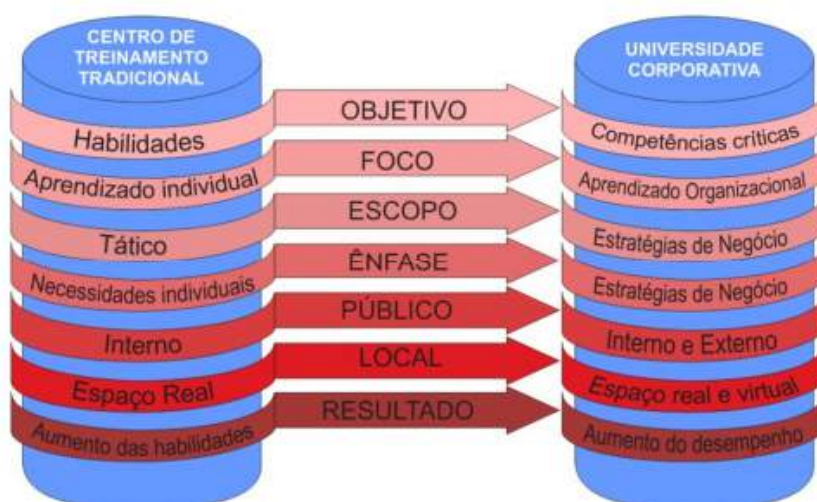 CENTRO DE
TREINAMENTO
TRADICIONAL
UNIVERSIDADE
CORPORATIVA
Habilidades
OBJETIVO
Competências críticas
Aprendizado individual
FOCO
Aprendizado Organizacional
Tático
ESCOPO
Estratégias de Negócio
Necessidades individuais
ÊNFASE
Estratégias de Negócio
Interno
PÚBLICO
Interno e Externo
Espaço Real
LOCAL
Espaço real e virtual
Aumento das habilidades
RESULTADO
Aumento do desempenho